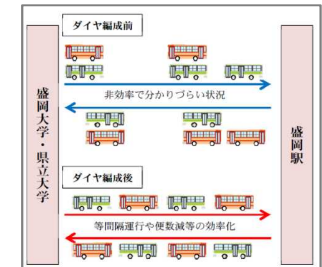 ダイヤ編成前
盛岡大学・県立大学
非効率で分かりづらい状況
盛岡駅
ダイヤ編成後
等間隔運行や便数減等の効率化